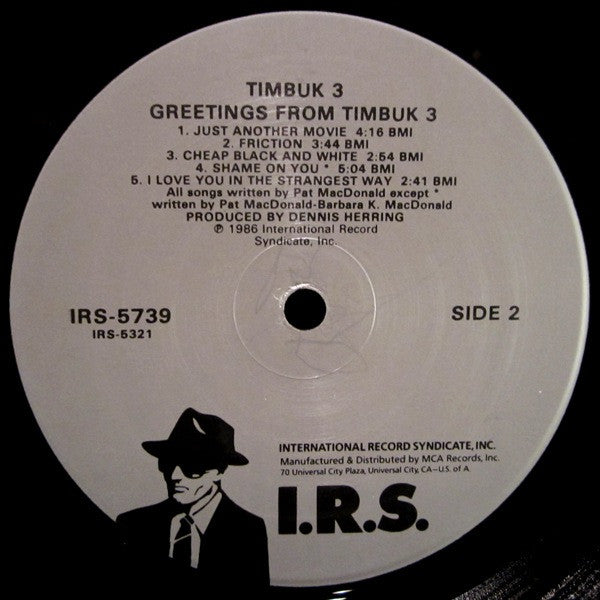 TIMBUK 3
GREETINGS FROM TIMBUK 3
1. JUST ANOTHER MOVIE 4:16 BMI
2. FRICTION 3:44 BMI
3. CHEAP BLACK AND WHITE 2:54 BMI
4. SHAME ON YOU * 5:04 BMI
5. I LOVE YOU IN THE STRANGEST WAY 2:41 BMI
All songs written by Pat MacDonald except *
written by Pat MacDonald-Barbara K. MacDonald
PRODUCED BY DENNIS HERRING
℗ 1986 International Record
Syndicate, Inc.
IRS-5739
IRS-5321
SIDE 2
INTERNATIONAL RECORD SYNDICATE, INC.
Manufactured & Distributed by MCA Records, Inc.
70 Universal City Plaza, Universal City, CA–U.S. of A.
I.R.S.